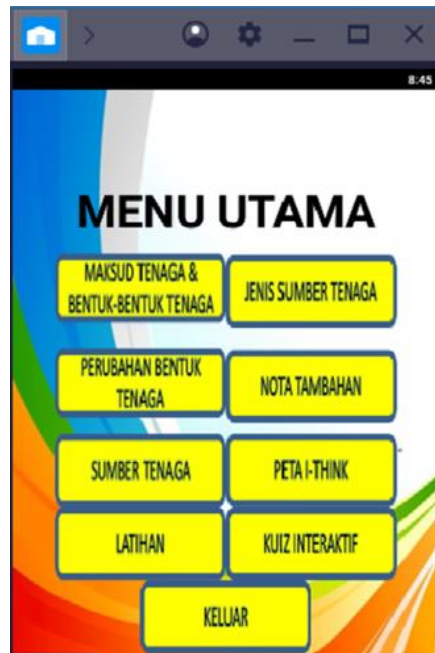 8:45
MENU UTAMA
MAKSUD TENAGA &
BENTUK-BENTUK TENAGA
JENIS SUMBER TENAGA
PERUBAHAN BENTUK
TENAGA
NOTA TAMBAHAN
SUMBER TENAGA
PETA I-THINK
LATIHAN
KUIZ INTERAKTIF
KELUAR